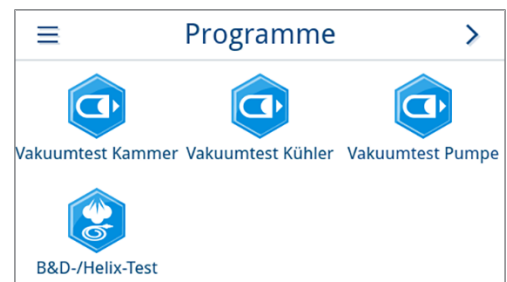 Programme
Vakuumtest Kammer Vakuumtest Kühler Vakuumtest Pumpe
B&D-/Helix-Test